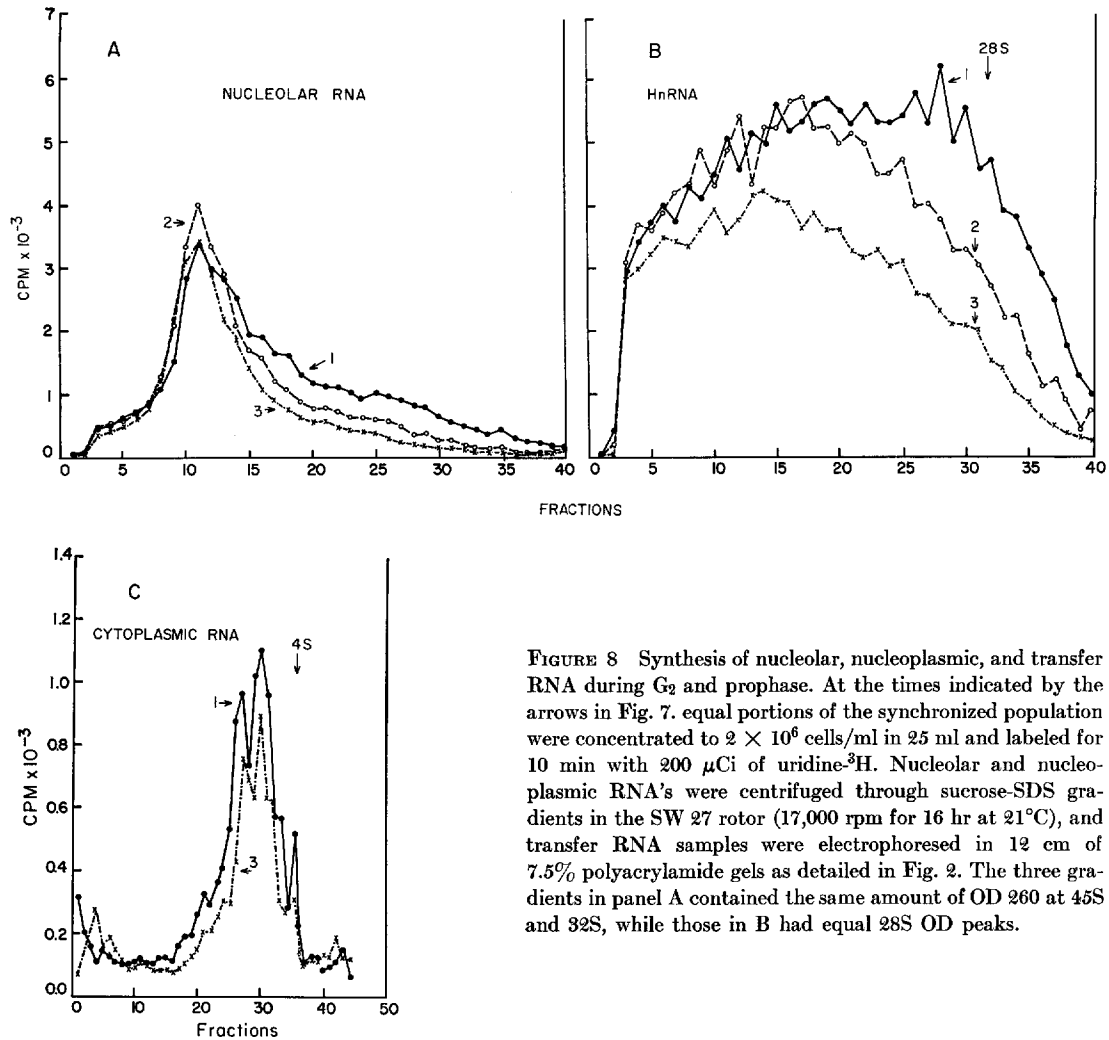 7
6
5
4
3
2
1
0
CPM x 10⁻³
A
NUCLEOLAR RNA
2
1
3
5 10 15 20 25 30 35 40
B
HnRNA
28S
1
2
3
0 5 10 15 20 25 30 35 40
FRACTIONS
1.4
1.2
1.0
0.8
0.6
0.4
0.2
0.0
CPM x 10⁻³
C
CYTOPLASMIC RNA
4S
1
3
0 10 20 30 40 50
Fractions
FIGURE 8 Synthesis of nucleolar, nucleoplasmic, and transfer
RNA during G₂ and prophase. At the times indicated by the
arrows in Fig. 7. equal portions of the synchronized population
were concentrated to 2 × 10⁶ cells/ml in 25 ml and labeled for
10 min with 200 μCi of uridine-³H. Nucleolar and nucleo-
plasmic RNA's were centrifuged through sucrose-SDS gra-
dients in the SW 27 rotor (17,000 rpm for 16 hr at 21°C), and
transfer RNA samples were electrophoresed in 12 cm of
7.5% polyacrylamide gels as detailed in Fig. 2. The three gra-
dients in panel A contained the same amount of OD 260 at 45S
and 32S, while those in B had equal 28S OD peaks.